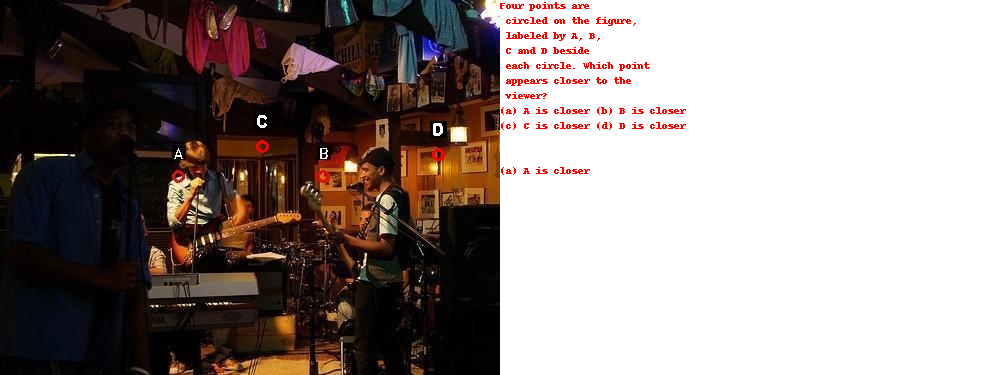 Four points are
circled on the figure,
labeled by A, B,
C and D beside
each circle. Which point
appears closer to the
viewer?
(a) A is closer (b) B is closer
(c) C is closer (d) D is closer
(a) A is closer
CHILL
C
D
A
B